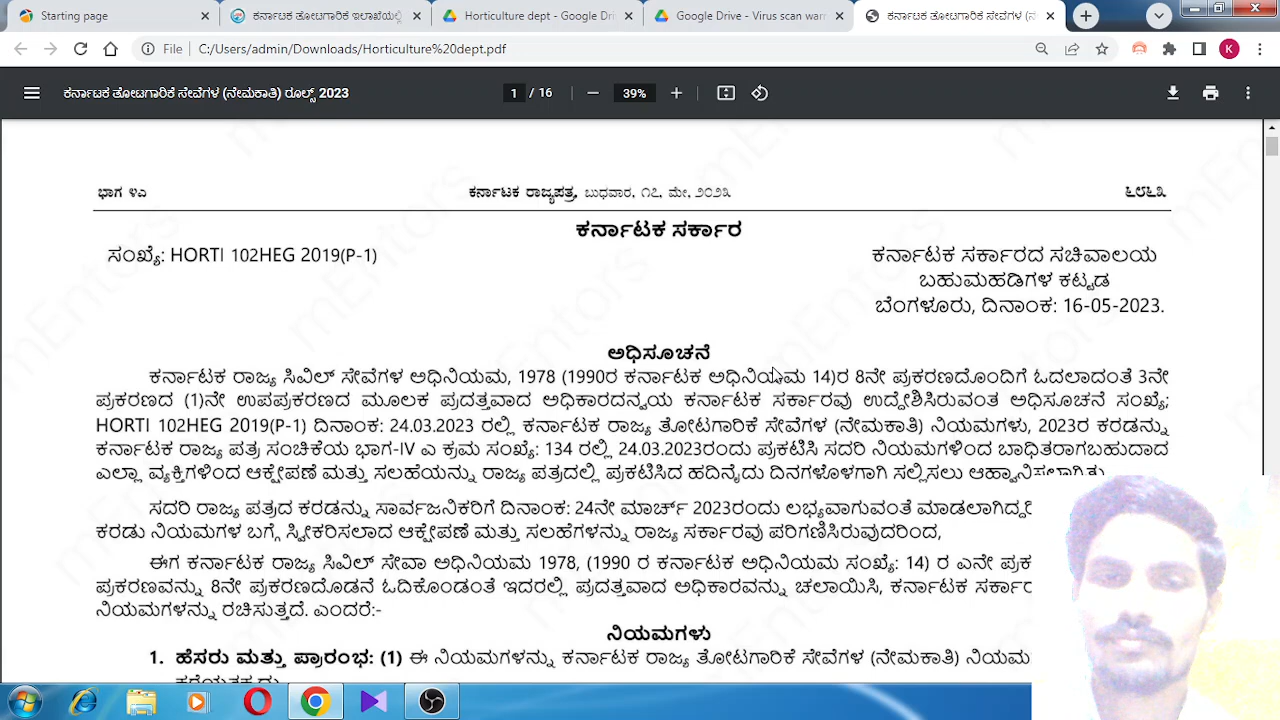 Starting page
ಕರ್ನಾಟಕ ತೋಟಗಾರಿಕೆ ಇಲಾಖೆಯಲ್ಲಿ
Horticulture dept - Google Dri
Google Drive - Virus scan warr
ಕರ್ನಾಟಕ ತೋಟಗಾರಿಕೆ ಸೇವೆಗಳ (ನೇ
File
C:/Users/admin/Downloads/Horticulture%20dept.pdf
K
ಕರ್ನಾಟಕ ತೋಟಗಾರಿಕೆ ಸೇವೆಗಳ (ನೇಮಕಾತಿ) ರೂಲ್ಸ್ 2023
1 / 16
39%
ಭಾಗ ೪ಎ
ಕರ್ನಾಟಕ ರಾಜ್ಯಪತ್ರ, ಬುಧವಾರ, ೧೭, ಮೇ, ೨೦೨೩
೬೮೬೩
ಕರ್ನಾಟಕ ಸರ್ಕಾರ
ಸಂಖ್ಯೆ: HORTI 102HEG 2019(P-1)
ಕರ್ನಾಟಕ ಸರ್ಕಾರದ ಸಚಿವಾಲಯ
ಬಹುಮಹಡಿಗಳ ಕಟ್ಟಡ
ಬೆಂಗಳೂರು, ದಿನಾಂಕ: 16-05-2023.
ಅಧಿಸೂಚನೆ
ಕರ್ನಾಟಕ ರಾಜ್ಯ ಸಿವಿಲ್ ಸೇವೆಗಳ ಅಧಿನಿಯಮ, 1978 (1990ರ ಕರ್ನಾಟಕ ಅಧಿನಿಯಮ 14)ರ 8ನೇ ಪ್ರಕರಣದೊಂದಿಗೆ ಓದಲಾದಂತೆ 3ನೇ
ಪ್ರಕರಣದ (1)ನೇ ಉಪಪ್ರಕರಣದ ಮೂಲಕ ಪ್ರದತ್ತವಾದ ಅಧಿಕಾರದನ್ವಯ ಕರ್ನಾಟಕ ಸರ್ಕಾರವು ಉದ್ದೇಶಿಸಿರುವಂತ ಅಧಿಸೂಚನೆ ಸಂಖ್ಯೆ;
HORTI 102HEG 2019(P-1) ದಿನಾಂಕ: 24.03.2023 ರಲ್ಲಿ ಕರ್ನಾಟಕ ರಾಜ್ಯ ತೋಟಗಾರಿಕೆ ಸೇವೆಗಳ (ನೇಮಕಾತಿ) ನಿಯಮಗಳು, 2023ರ ಕರಡನ್ನು
ಕರ್ನಾಟಕ ರಾಜ್ಯ ಪತ್ರ ಸಂಚಿಕೆಯ ಭಾಗ-IV ಎ ಕ್ರಮ ಸಂಖ್ಯೆ: 134 ರಲ್ಲಿ 24.03.2023ರಂದು ಪ್ರಕಟಿಸಿ ಸದರಿ ನಿಯಮಗಳಿಂದ ಬಾಧಿತರಾಗಬಹುದಾದ
ಎಲ್ಲಾ ವ್ಯಕ್ತಿಗಳಿಂದ ಆಕ್ಷೇಪಣೆ ಮತ್ತು ಸಲಹೆಯನ್ನು ರಾಜ್ಯ ಪತ್ರದಲ್ಲಿ ಪ್ರಕಟಿಸಿದ ಹದಿನೈದು ದಿನಗಳೊಳಗಾಗಿ ಸಲ್ಲಿಸಲು ಆಹ್ವಾನಿಸಲಾಗಿತ್ತು
ಸದರಿ ರಾಜ್ಯ ಪತ್ರದ ಕರಡನ್ನು ಸಾರ್ವಜನಿಕರಿಗೆ ದಿನಾಂಕ: 24ನೇ ಮಾರ್ಚ್ 2023ರಂದು ಲಭ್ಯವಾಗುವಂತೆ ಮಾಡಲಾಗಿದ್ದರಿ
ಕರಡು ನಿಯಮಗಳ ಬಗ್ಗೆ ಸ್ವೀಕರಿಸಲಾದ ಆಕ್ಷೇಪಣೆ ಮತ್ತು ಸಲಹೆಗಳನ್ನು ರಾಜ್ಯ ಸರ್ಕಾರವು ಪರಿಗಣಿಸಿರುವುದರಿಂದ,
ಈಗ ಕರ್ನಾಟಕ ರಾಜ್ಯ ಸಿವಿಲ್ ಸೇವಾ ಅಧಿನಿಯಮ 1978, (1990 ರ ಕರ್ನಾಟಕ ಅಧಿನಿಯಮ ಸಂಖ್ಯೆ: 14) ರ ಎನೇ ಪ್ರಕ
ಪ್ರಕರಣವನ್ನು 8ನೇ ಪ್ರಕರಣದೊಡನೆ ಓದಿಕೊಂಡಂತೆ ಇದರಲ್ಲಿ ಪ್ರದತ್ತವಾದ ಅಧಿಕಾರವನ್ನು ಚಲಾಯಿಸಿ, ಕರ್ನಾಟಕ ಸರ್ಕಾರ
ನಿಯಮಗಳನ್ನು ರಚಿಸುತ್ತದೆ. ಎಂದರೆ:-
ನಿಯಮಗಳು
1. ಹೆಸರು ಮತ್ತು ಪ್ರಾರಂಭ: (1) ಈ ನಿಯಮಗಳನ್ನು ಕರ್ನಾಟಕ ರಾಜ್ಯ ತೋಟಗಾರಿಕೆ ಸೇವೆಗಳ (ನೇಮಕಾತಿ) ನಿಯಮ